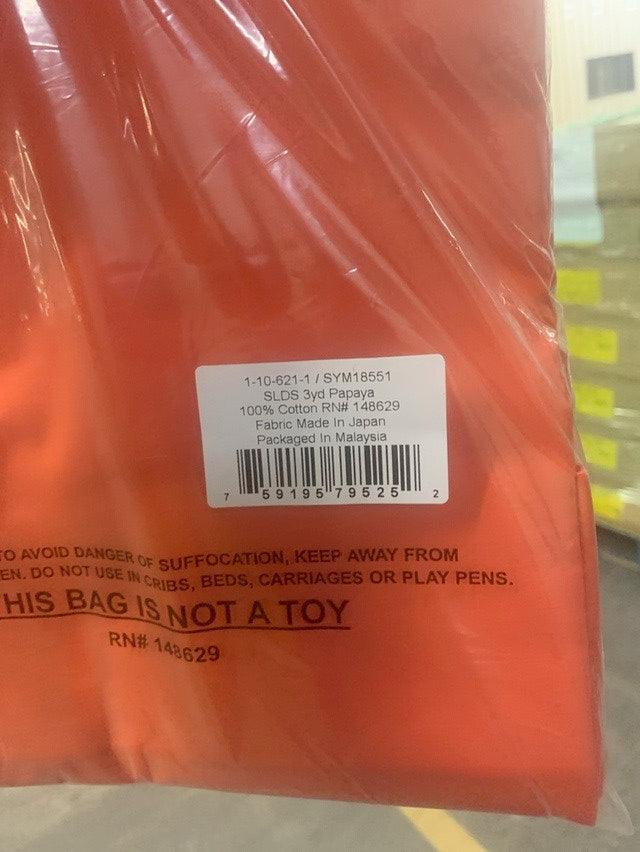 1-10-621-1 / SYM18551
SLDS 3yd Papaya
100% Cotton RN# 148629
Fabric Made In Japan
Packaged In Malaysia
7 59195 79525 2
TO AVOID DANGER OF SUFFOCATION, KEEP AWAY FROM
EN. DO NOT USE IN CRIBS, BEDS, CARRIAGES OR PLAY PENS.
HIS BAG IS NOT A TOY
RN# 148629